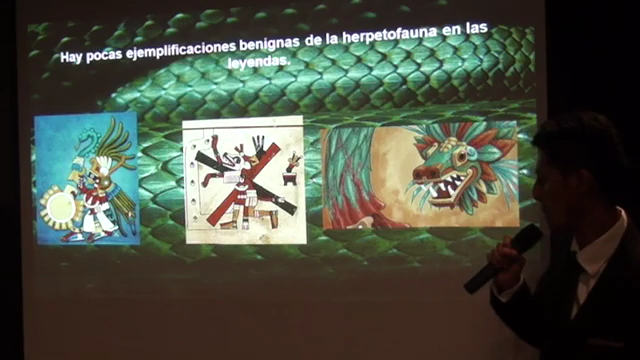 Hay pocas ejemplificaciones benignas de la herpetofauna en las
leyendas.